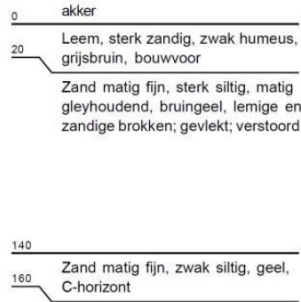 akker
0
Leem, sterk zandig, zwak humeus,
20
grijsbruin, bouwvoor
Zand matig fijn, sterk siltig, matig
gleyhoudend, bruingeel, lemige en
zandige brokken; gevlekt; verstoord
140
Zand matig fijn, zwak siltig, geel,
160
C-horizont